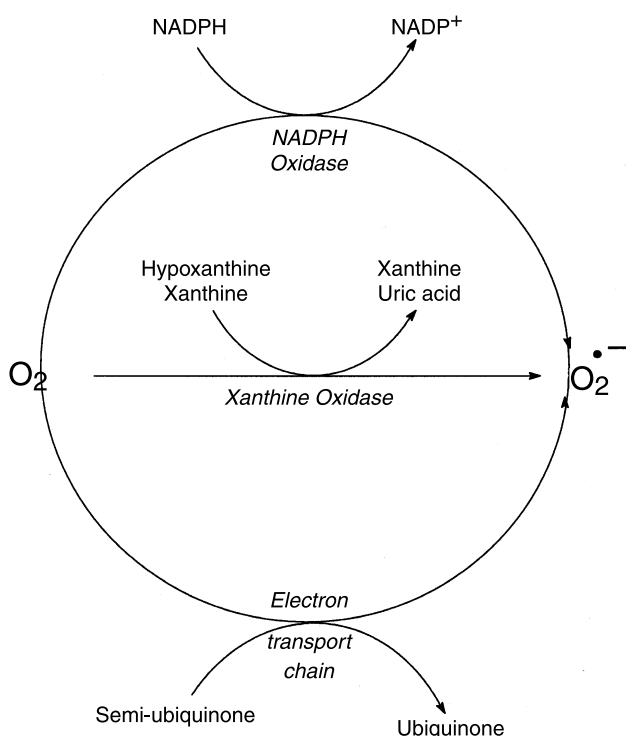 NADPH
NADP+
NADPH
Oxidase
Hypoxanthine
Xanthine
Xanthine
Uric acid
O2
O2•−
Xanthine Oxidase
Electron
transport
chain
Semi-ubiquinone
Ubiquinone